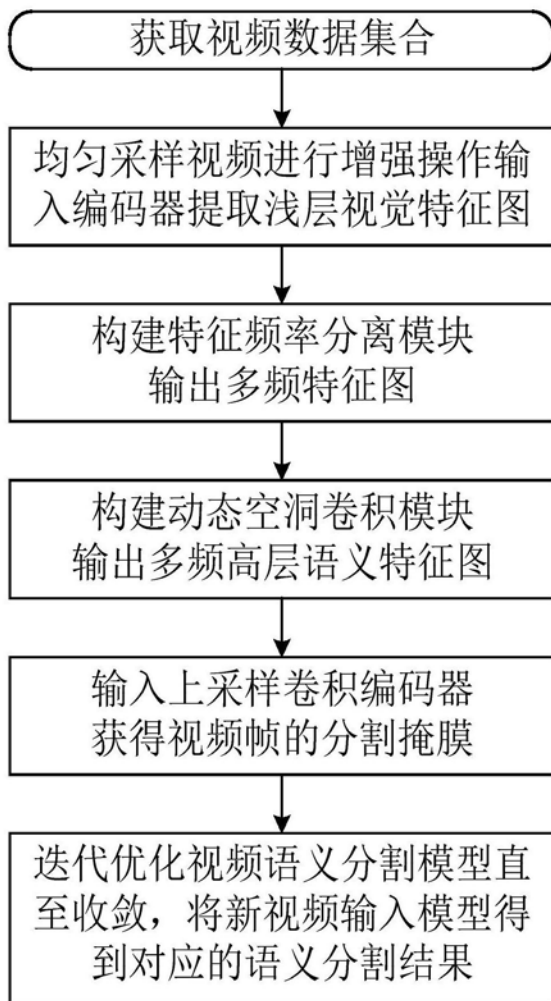 获取视频数据集合
均匀采样视频进行增强操作输
入编码器提取浅层视觉特征图
构建特征频率分离模块
输出多频特征图
构建动态空洞卷积模块
输出多频高层语义特征图
输入上采样卷积编码器
获得视频帧的分割掩膜
迭代优化视频语义分割模型直
至收敛，将新视频输入模型得
到对应的语义分割结果